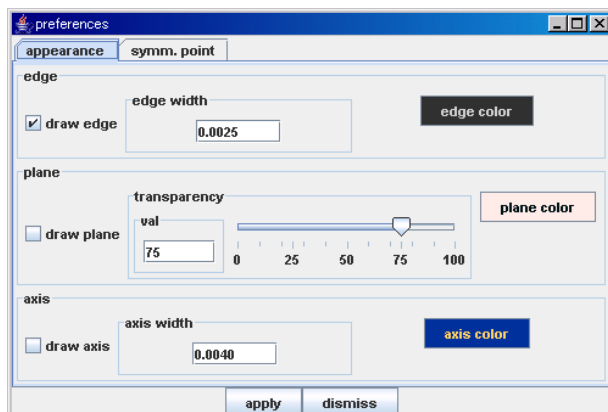 preferences
appearance symm. point
edge
edge width
edge color
draw edge
0.0025
plane
transparency
plane color
val
draw plane
75
0 25 50 75 100
axis
axis width
axis color
draw axis
0.0040
apply dismiss